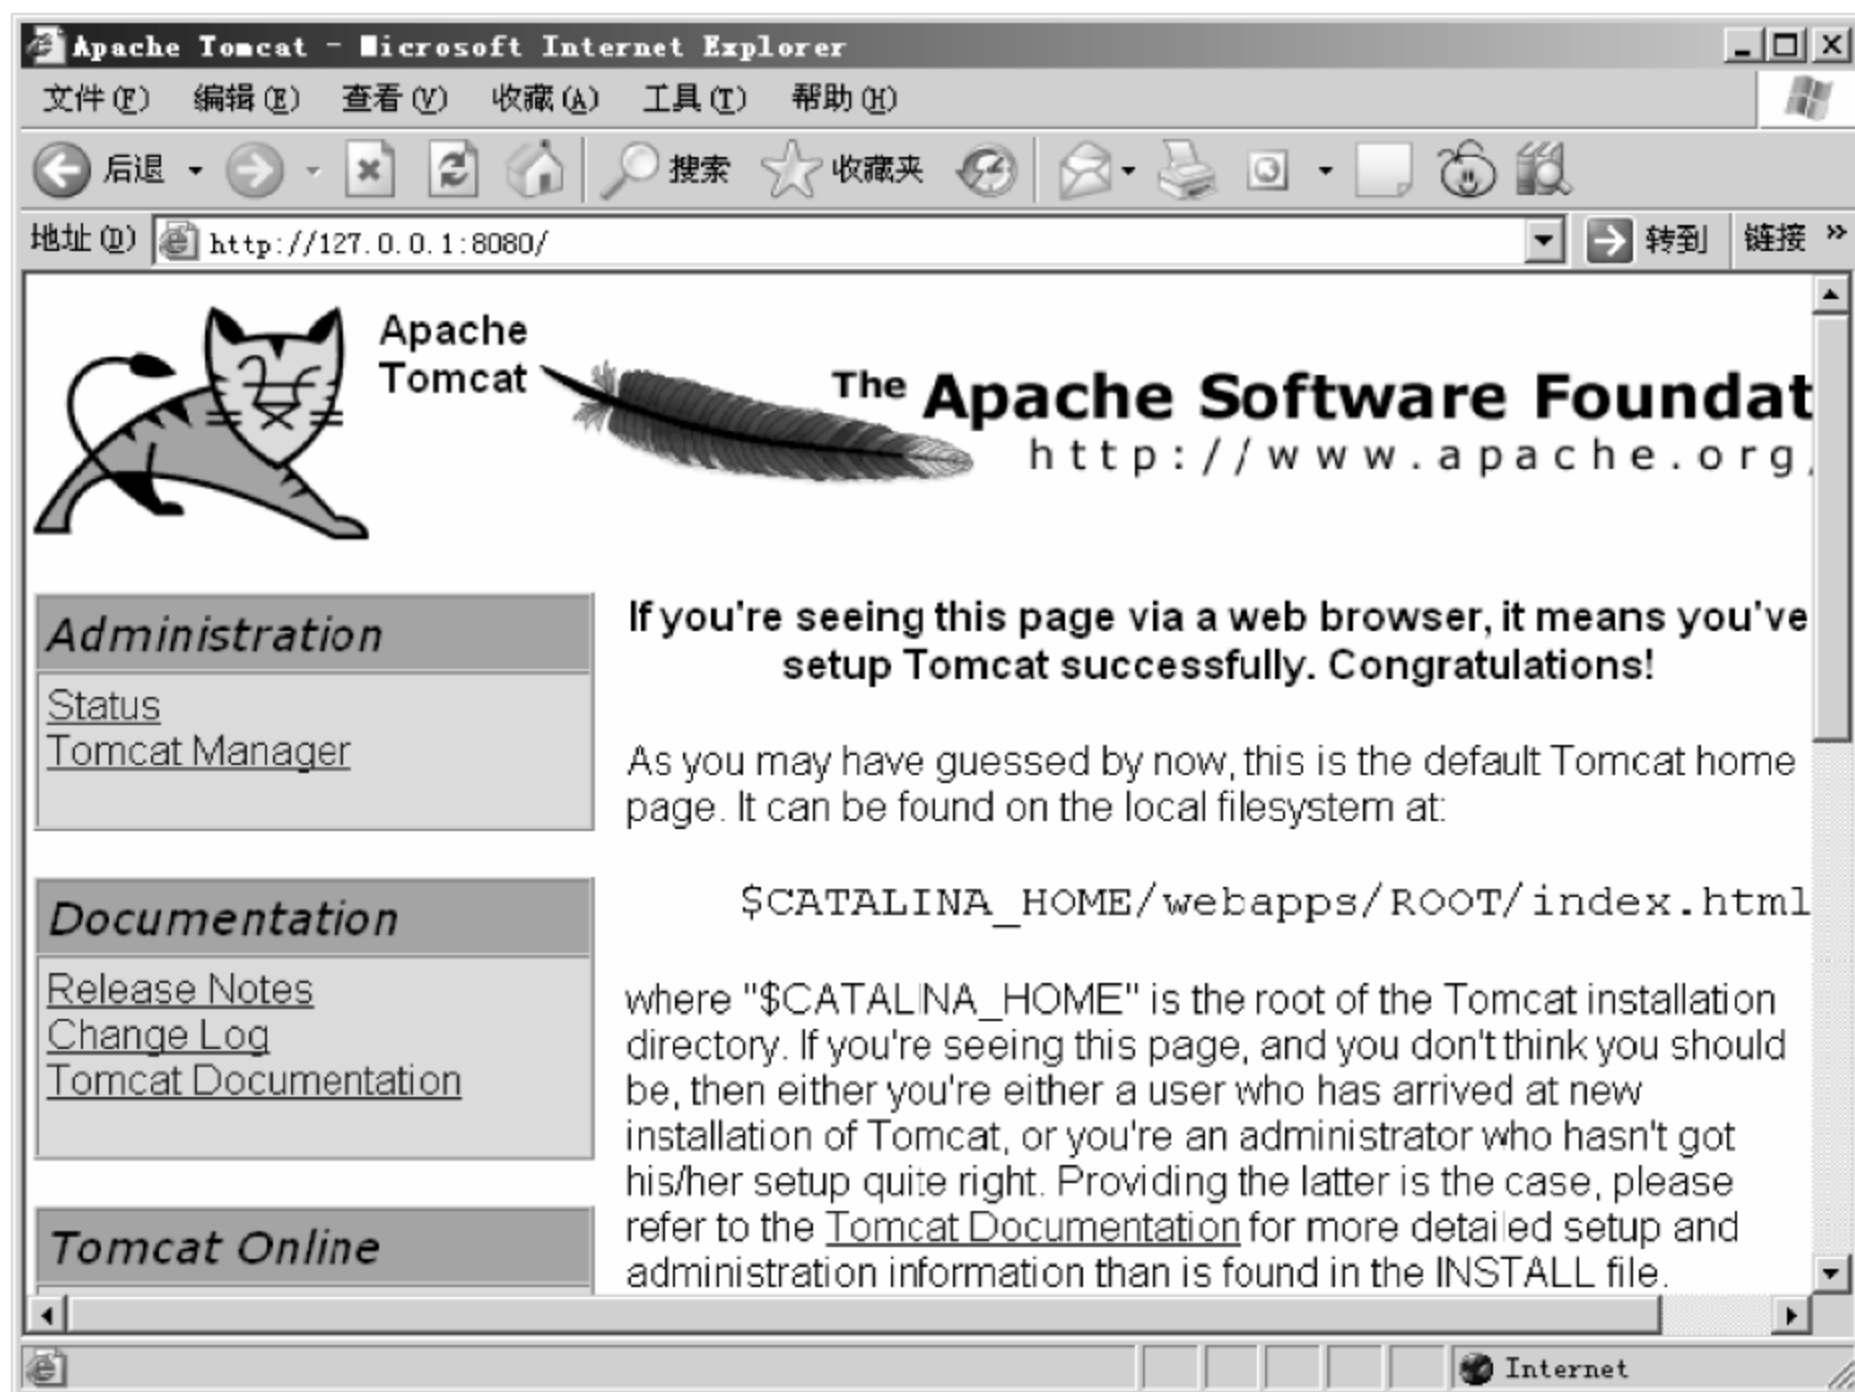 Apache Tomcat - Microsoft Internet Explorer
文件(F) 编辑(E) 查看(V) 收藏(A) 工具(T) 帮助(H)
后退 搜索 收藏夹
地址(D) http://127.0.0.1:8080/ 转到 链接 »
Apache
Tomcat
The Apache Software Foundat
http://www.apache.org/
Administration
Status
Tomcat Manager
Documentation
Release Notes
Change Log
Tomcat Documentation
Tomcat Online
If you're seeing this page via a web browser, it means you've
setup Tomcat successfully. Congratulations!
As you may have guessed by now, this is the default Tomcat home
page. It can be found on the local filesystem at:
$CATALINA_HOME/webapps/ROOT/index.html
where "$CATALINA_HOME" is the root of the Tomcat installation
directory. If you're seeing this page, and you don't think you should
be, then either you're either a user who has arrived at new
installation of Tomcat, or you're an administrator who hasn't got
his/her setup quite right. Providing the latter is the case, please
refer to the Tomcat Documentation for more detailed setup and
administration information than is found in the INSTALL file.
Internet